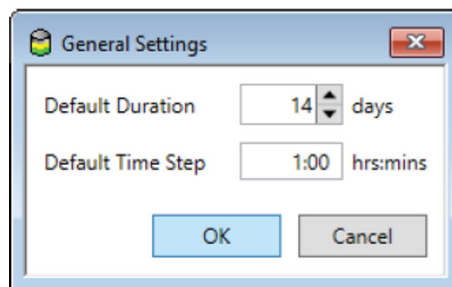 General Settings
Default Duration 14 days
Default Time Step 1:00 hrs:mins
OK Cancel